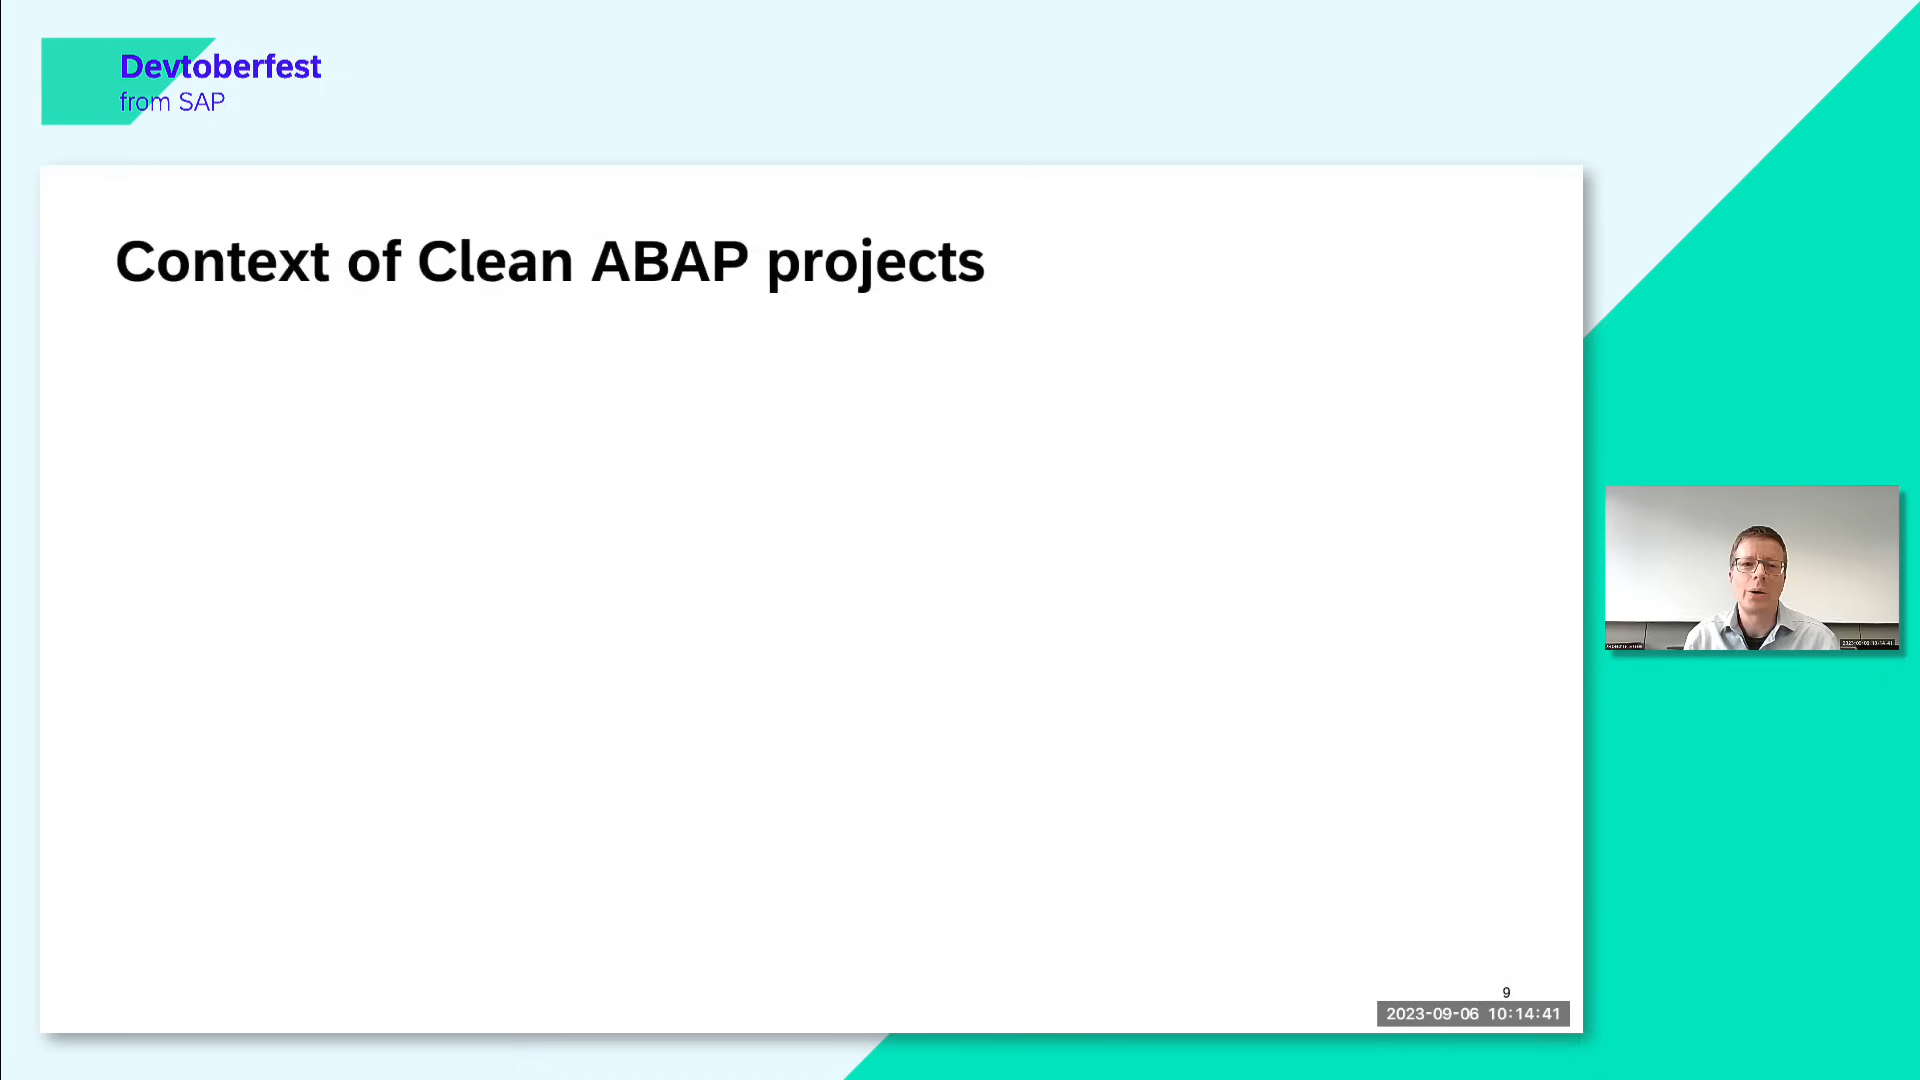 Devtoberfest
from SAP
Context of Clean ABAP projects
9
2023-09-06 10:14:41